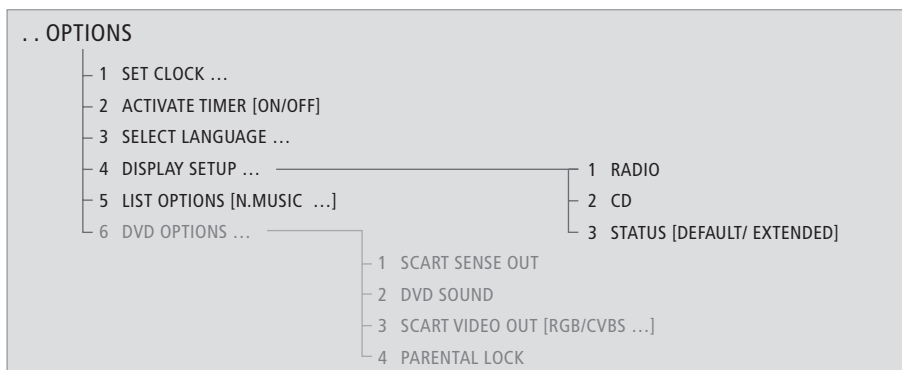 . . OPTIONS
1 SET CLOCK …
2 ACTIVATE TIMER [ON/OFF]
3 SELECT LANGUAGE …
4 DISPLAY SETUP … 1 RADIO
5 LIST OPTIONS [N.MUSIC …] 2 CD
6 DVD OPTIONS … 3 STATUS [DEFAULT/ EXTENDED]
1 SCART SENSE OUT
2 DVD SOUND
3 SCART VIDEO OUT [RGB/CVBS …]
4 PARENTAL LOCK